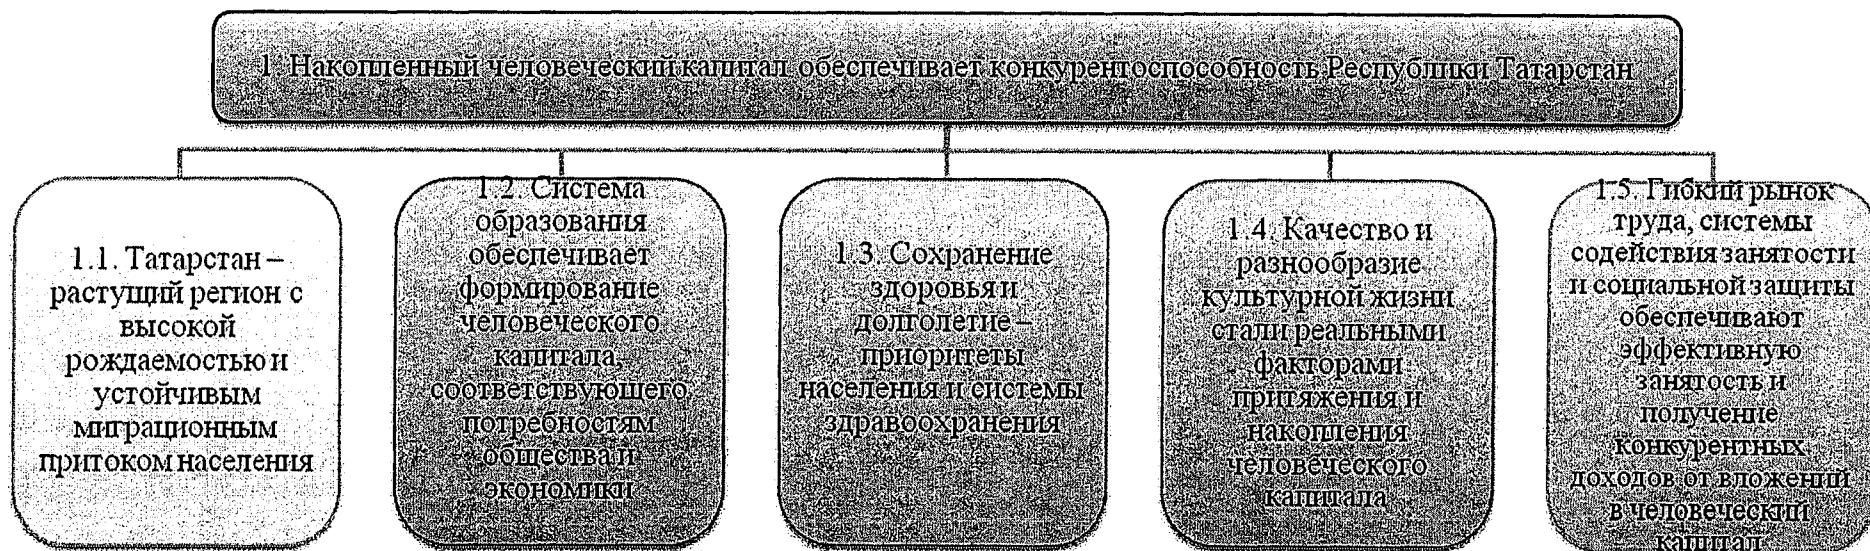 1. Накопленный человеческий капитал обеспечивает конкурентоспособность Республики Татарстан
1.1. Татарстан –
растущий регион с
высокой
рождаемостью и
устойчивым
миграционным
притоком населения
1.2. Система
образования
обеспечивает
формирование
человеческого
капитала,
соответствующего
потребностям
общества и
экономики
1.3. Сохранение
здоровья и
долголетие –
приоритеты
населения и системы
здравоохранения
1.4. Качество и
разнообразие
культурной жизни
стали реальными
факторами
притяжения и
накопления
человеческого
капитала
1.5. Гибкий рынок
труда, системы
содействия занятости
и социальной защиты
обеспечивают
эффективную
занятость и
получение
конкурентных
доходов от вложений
в человеческий
капитал